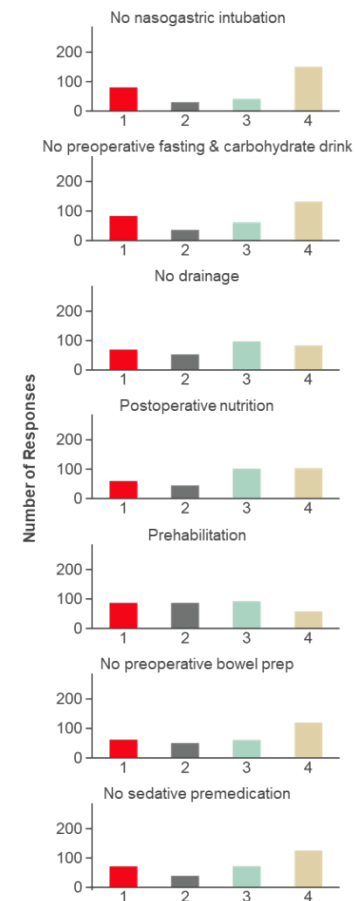 No nasogastric intubation
200
100
0
1 2 3 4
No preoperative fasting & carbohydrate drink
200
100
0
1 2 3 4
No drainage
200
100
0
1 2 3 4
Number of Responses
Postoperative nutrition
200
100
0
1 2 3 4
Prehabilitation
200
100
0
1 2 3 4
No preoperative bowel prep
200
100
0
1 2 3 4
No sedative premedication
200
100
0
1 2 3 4